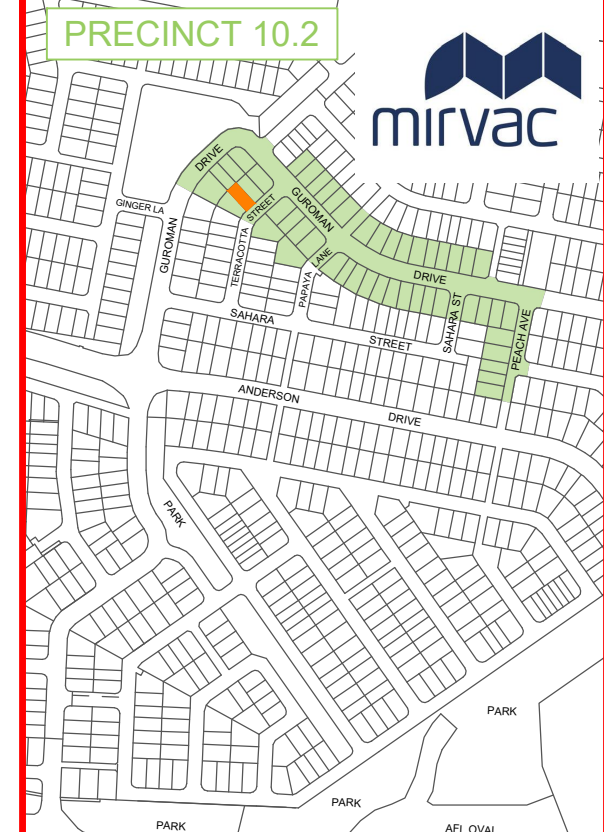 PRECINCT 10.2
mirvac
DRIVE
GUROMAN
GINGER LA
STREET
GUROMAN
TERRACOTTA
LANE
PAPAYA
DRIVE
SAHARA
STREET
SAHARA ST
PEACH AVE
ANDERSON
DRIVE
PARK
PARK
PARK
PARK
AFL OVAL